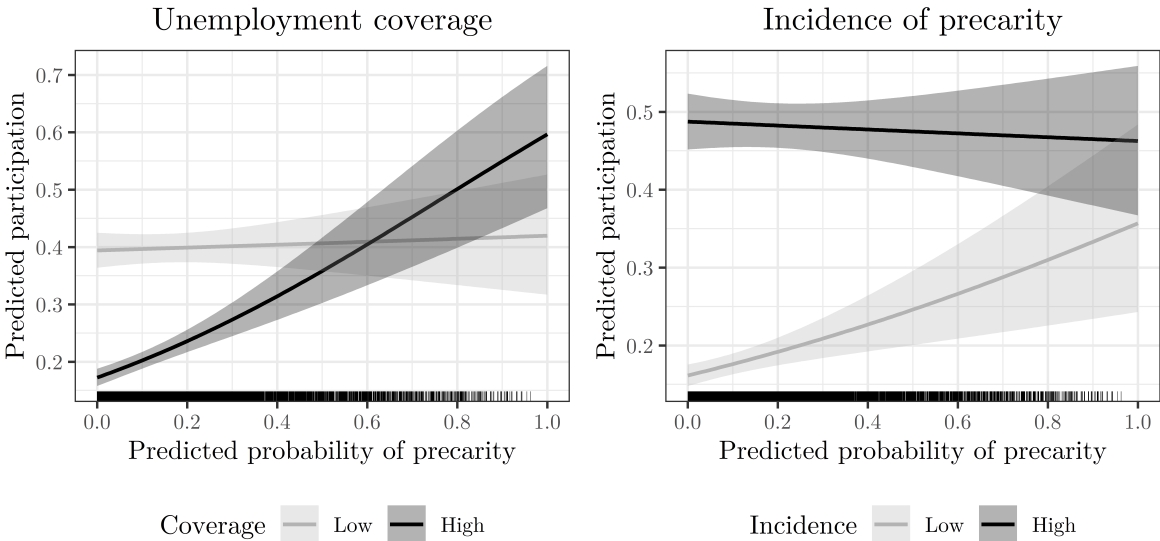 Unemployment coverage
Incidence of precarity
Predicted participation
0.7
0.6
0.5
0.4
0.3
0.2
0.0 0.2 0.4 0.6 0.8 1.0
Predicted probability of precarity
Coverage Low High
Predicted participation
0.5
0.4
0.3
0.2
0.0 0.2 0.4 0.6 0.8 1.0
Predicted probability of precarity
Incidence Low High